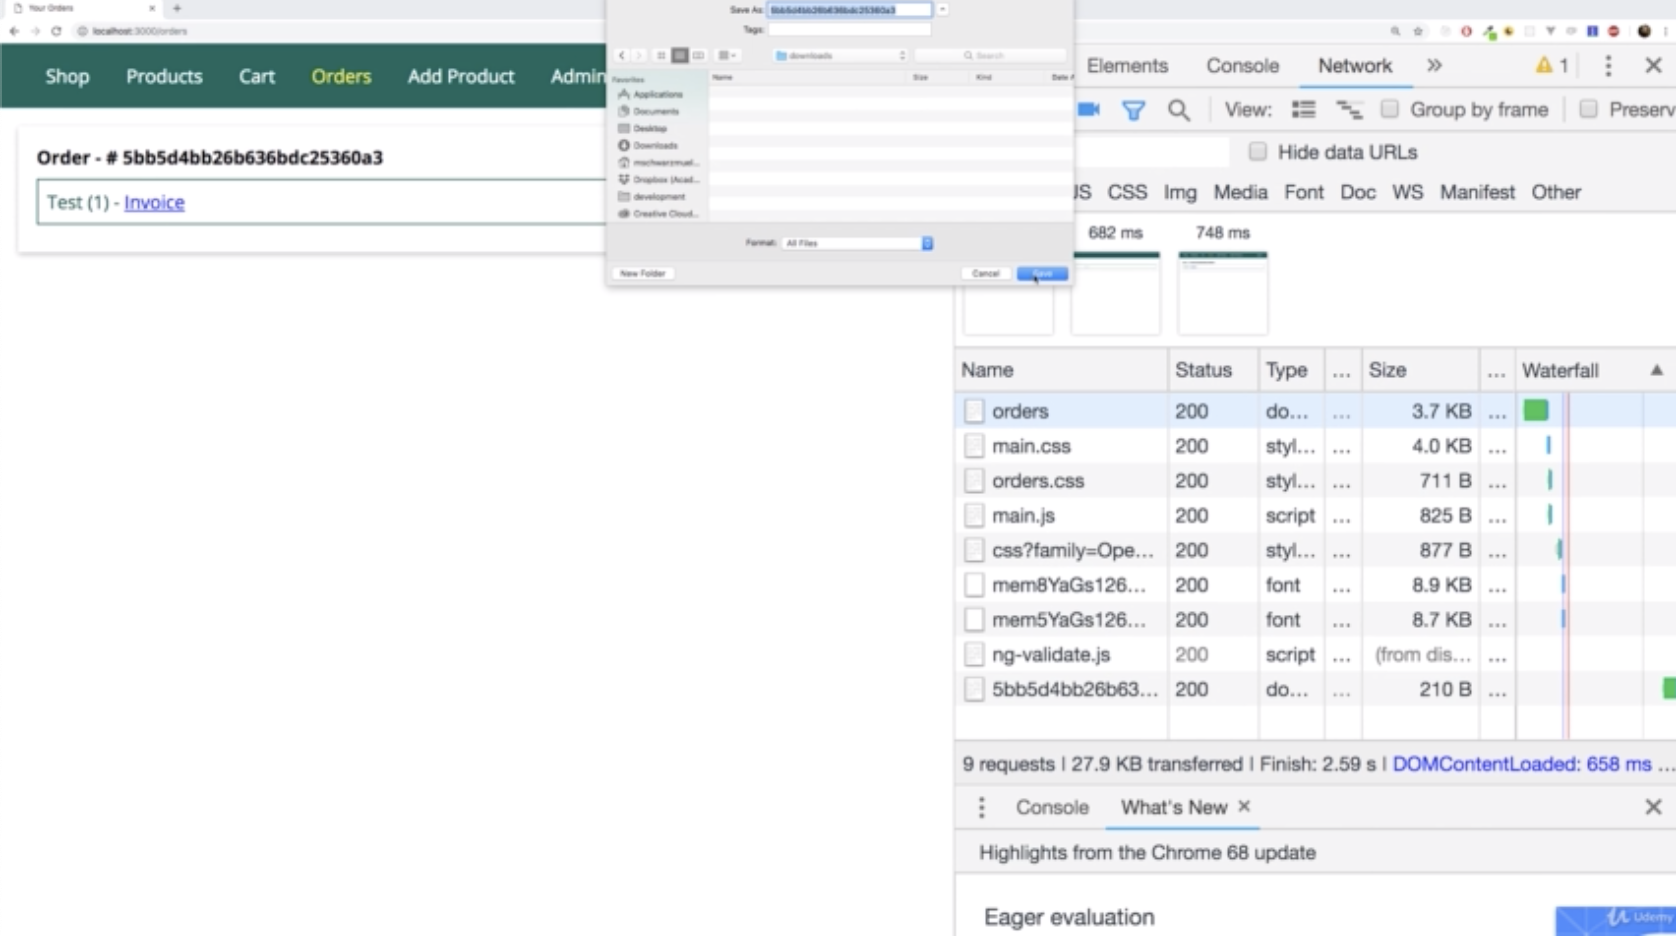 Your Orders
localhost:3000/orders
Shop Products Cart Orders Add Product Admin
Order - # 5bb5d4bb26b636bdc25360a3
Test (1) - Invoice
Save As: 5bb5d4bb26b636bdc25360a3
Tags:
downloads
Search
Favorites
Applications
Documents
Desktop
Downloads
mschwarzmuel...
Dropbox (Acad...
development
Creative Cloud...
Name Size Kind Date A
Format: All Files
New Folder Cancel Save
Elements Console Network » 1
View: Group by frame Preserv
Hide data URLs
JS CSS Img Media Font Doc WS Manifest Other
682 ms 748 ms
Name Status Type ... Size ... Waterfall
orders 200 do... ... 3.7 KB ...
main.css 200 styl... ... 4.0 KB ...
orders.css 200 styl... ... 711 B ...
main.js 200 script ... 825 B ...
css?family=Ope... 200 styl... ... 877 B ...
mem8YaGs126... 200 font ... 8.9 KB ...
mem5YaGs126... 200 font ... 8.7 KB ...
ng-validate.js 200 script ... (from dis... ...
5bb5d4bb26b63... 200 do... ... 210 B ...
9 requests | 27.9 KB transferred | Finish: 2.59 s | DOMContentLoaded: 658 ms ...
Console What's New
Highlights from the Chrome 68 update
Eager evaluation
Udemy